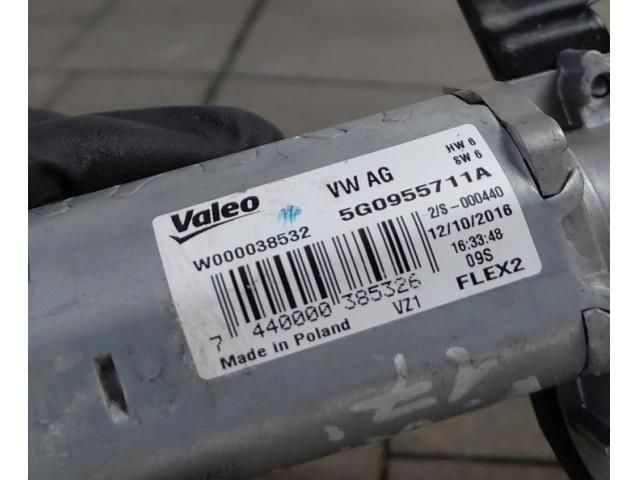 Valeo
VW AG
HW 6
SW 6
5G0955711A
W000038532
2/S-000440
12/10/2016
16:33:48
09S
FLEX2
7 440000 385326
VZ1
Made in Poland